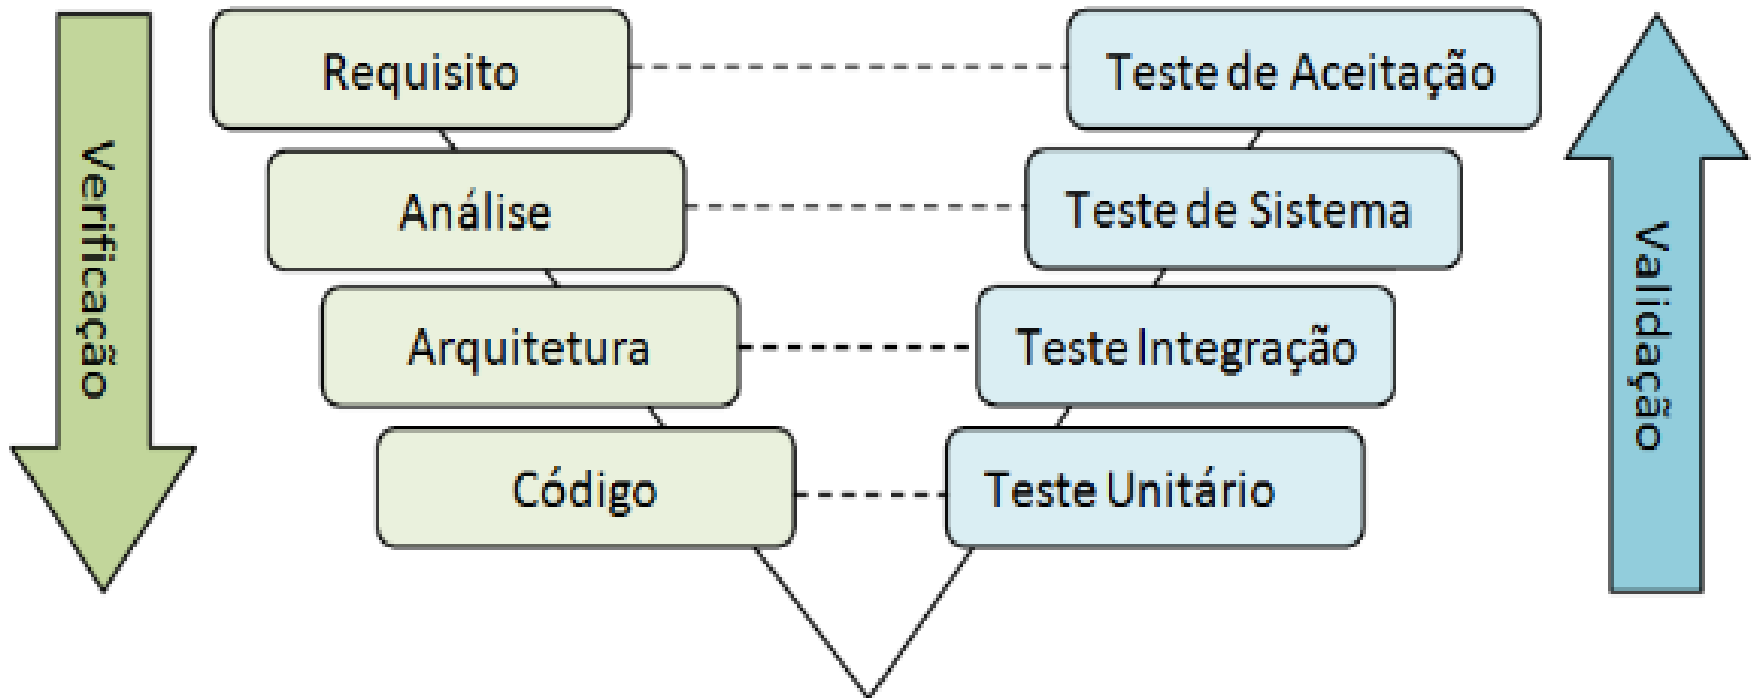 Verificação
Requisito
Teste de Aceitação
Análise
Teste de Sistema
Arquitetura
Teste Integração
Código
Teste Unitário
Validação